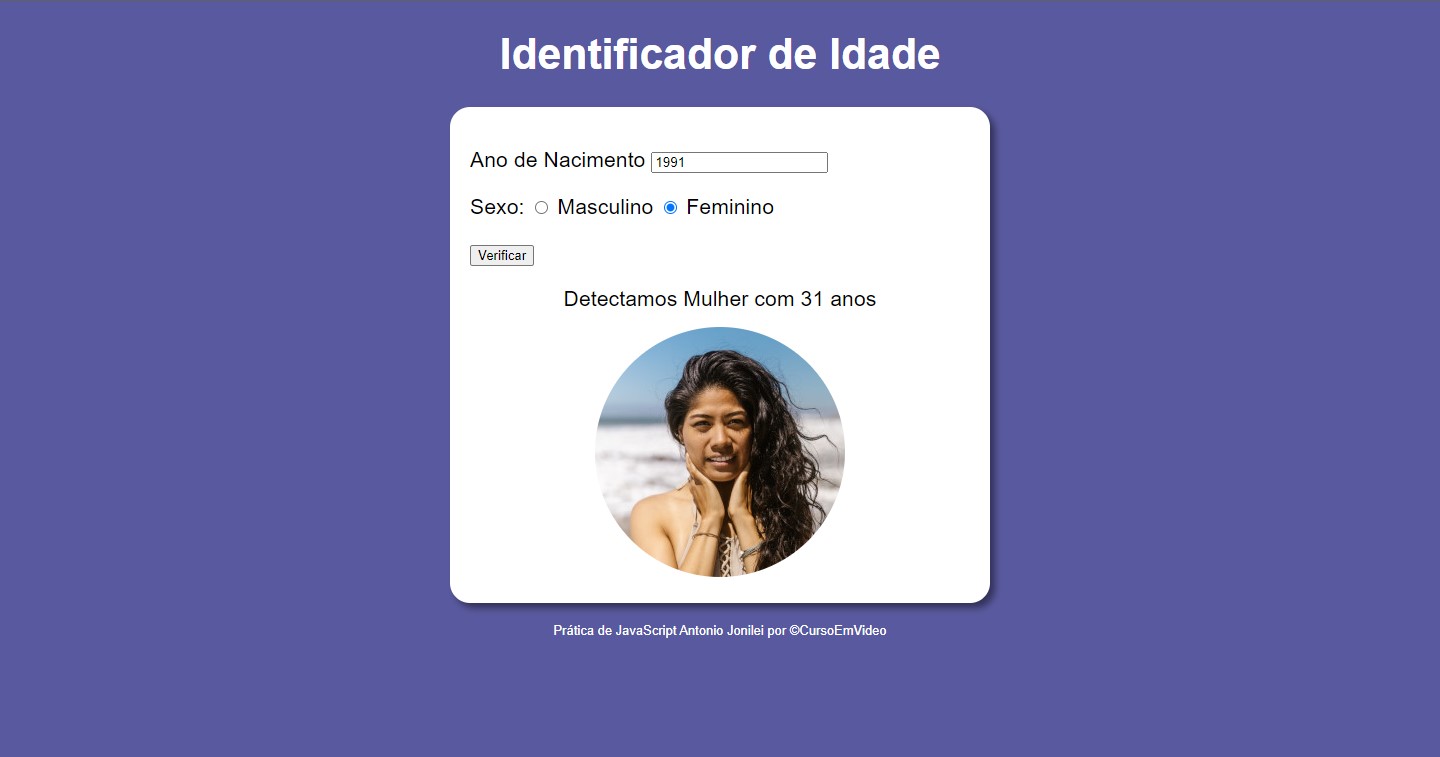 Identificador de Idade
Ano de Nacimento 1991
Sexo: Masculino Feminino
Verificar
Detectamos Mulher com 31 anos
Prática de JavaScript Antonio Jonilei por ©CursoEmVideo